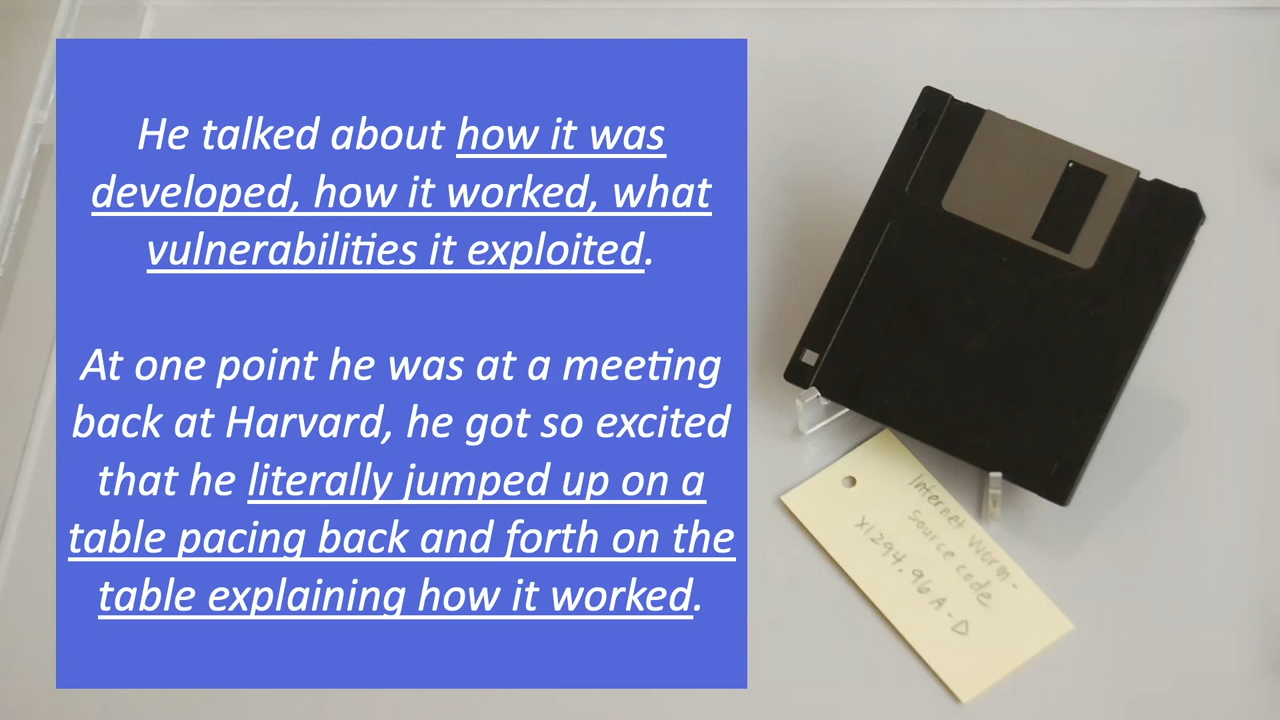 He talked about how it was
developed, how it worked, what
vulnerabilities it exploited.
At one point he was at a meeting
back at Harvard, he got so excited
that he literally jumped up on a
table pacing back and forth on the
table explaining how it worked.
Internet Worm-
source code
X1294.96 A-D